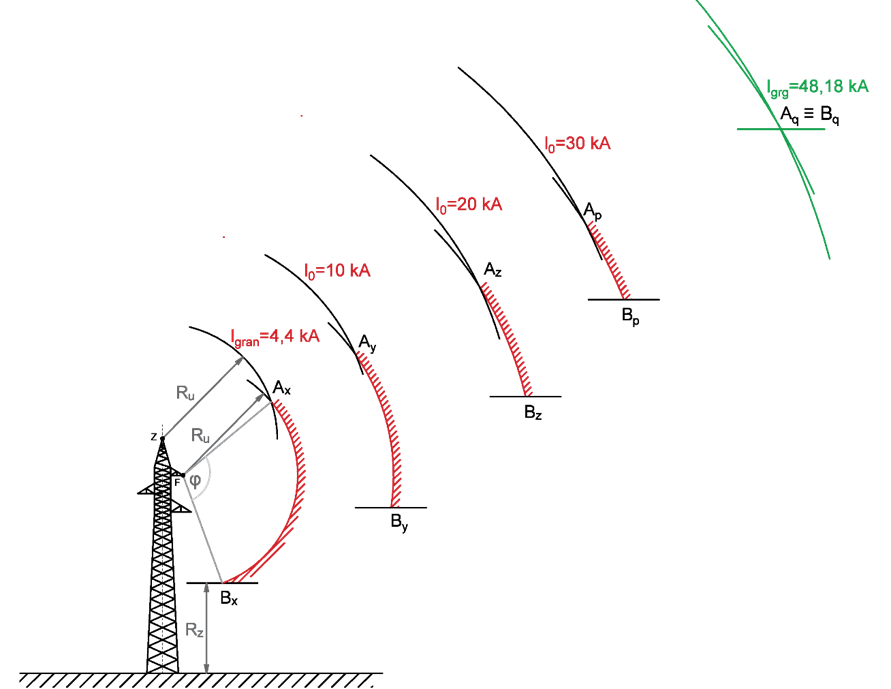 I_grg=48,18 kA
A_q ≡ B_q
I_0=30 kA
A_p
B_p
I_0=20 kA
A_z
B_z
I_0=10 kA
A_y
B_y
I_gran=4,4 kA
A_x
B_x
R_u
R_u
Z
F
φ
R_z